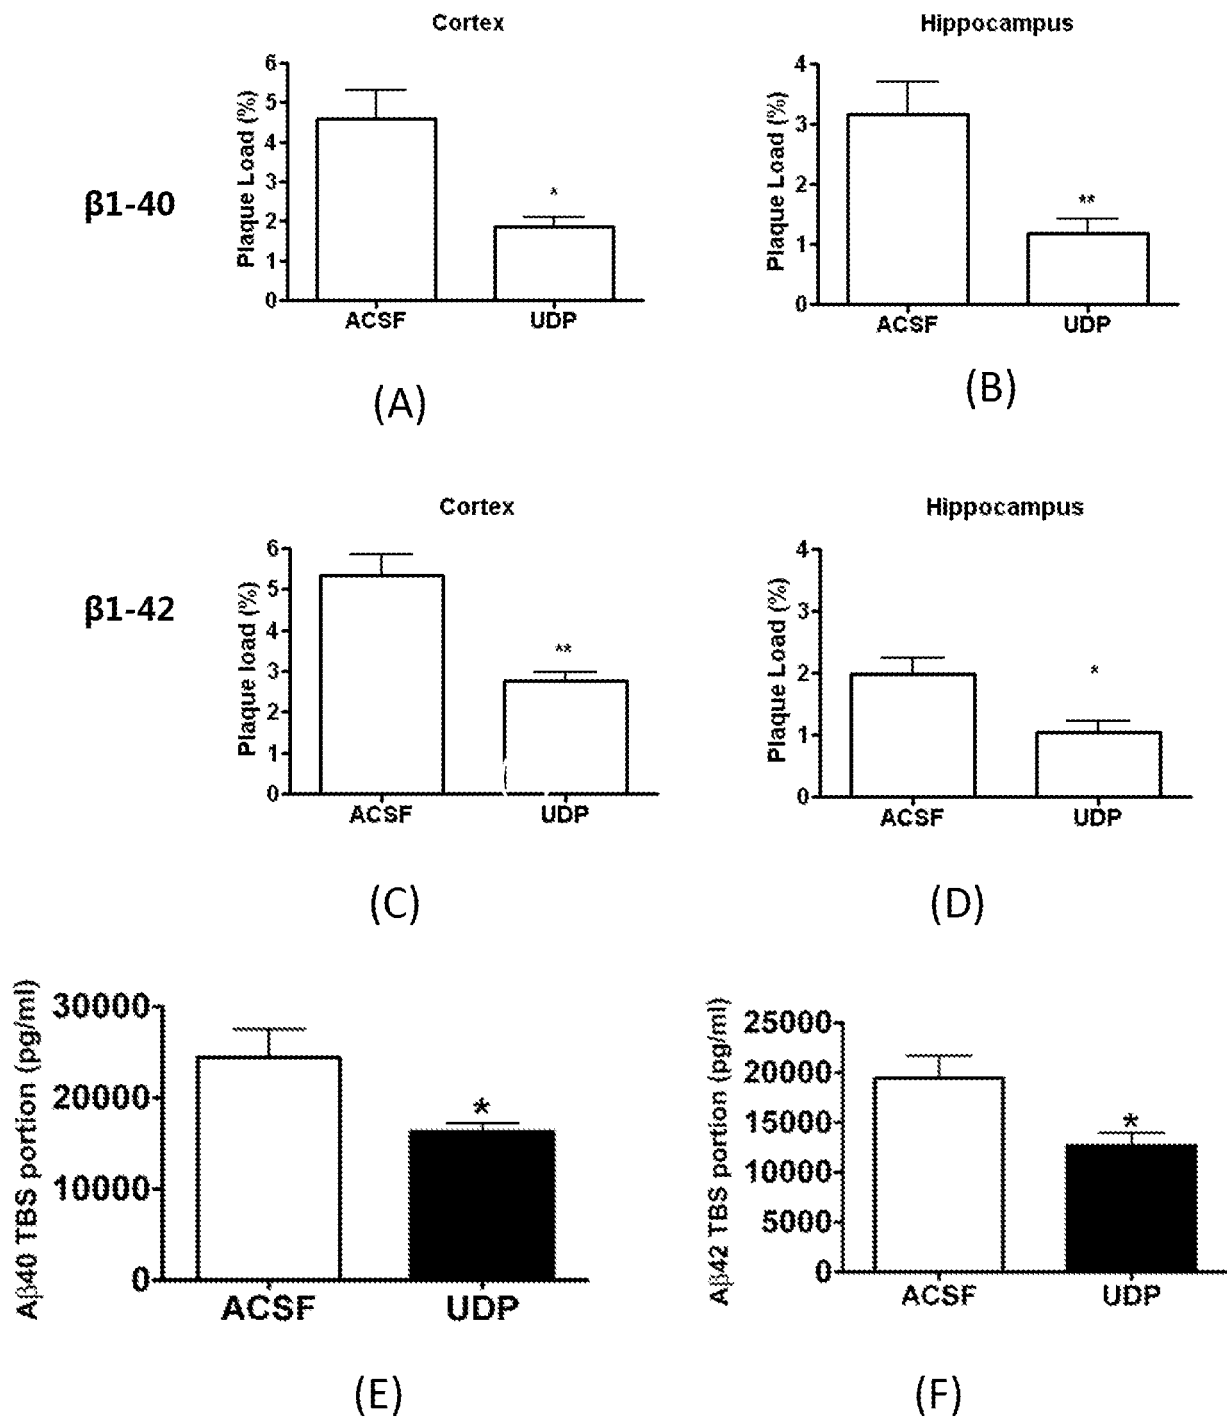 Cortex
Hippocampus
β1-40
Plaque Load (%)
6
5
4
3
2
1
0
ACSF
*
UDP
Plaque Load (%)
4
3
2
1
0
ACSF
**
UDP
(A)
(B)
Cortex
Hippocampus
β1-42
Plaque load (%)
6
5
4
3
2
1
0
ACSF
**
UDP
Plaque Load (%)
4
3
2
1
0
ACSF
*
UDP
(C)
(D)
Aβ40 TBS portion (pg/ml)
30000
20000
10000
0
ACSF
*
UDP
Aβ42 TBS portion (pg/ml)
25000
20000
15000
10000
5000
0
ACSF
*
UDP
(E)
(F)